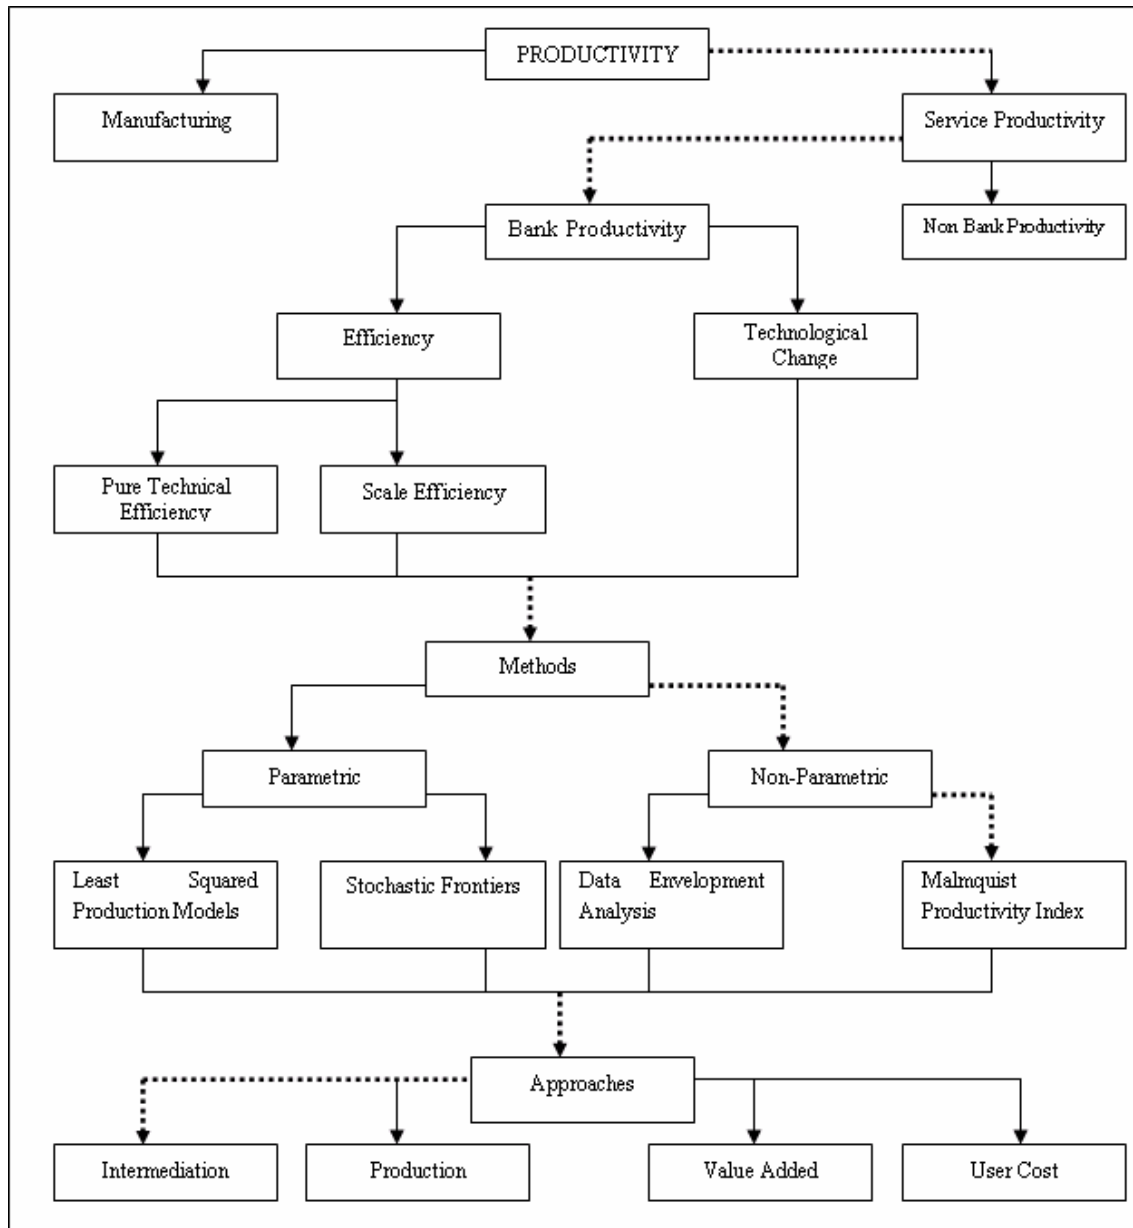 PRODUCTIVITY
Manufacturing
Service Productivity
Bank Productivity
Non Bank Productivity
Efficiency
Technological
Change
Pure Technical
Efficiency
Scale Efficiency
Methods
Parametric
Non-Parametric
Least Squared
Production Models
Stochastic Frontiers
Data Envelopment
Analysis
Malmquist
Productivity Index
Approaches
Intermediation
Production
Value Added
User Cost